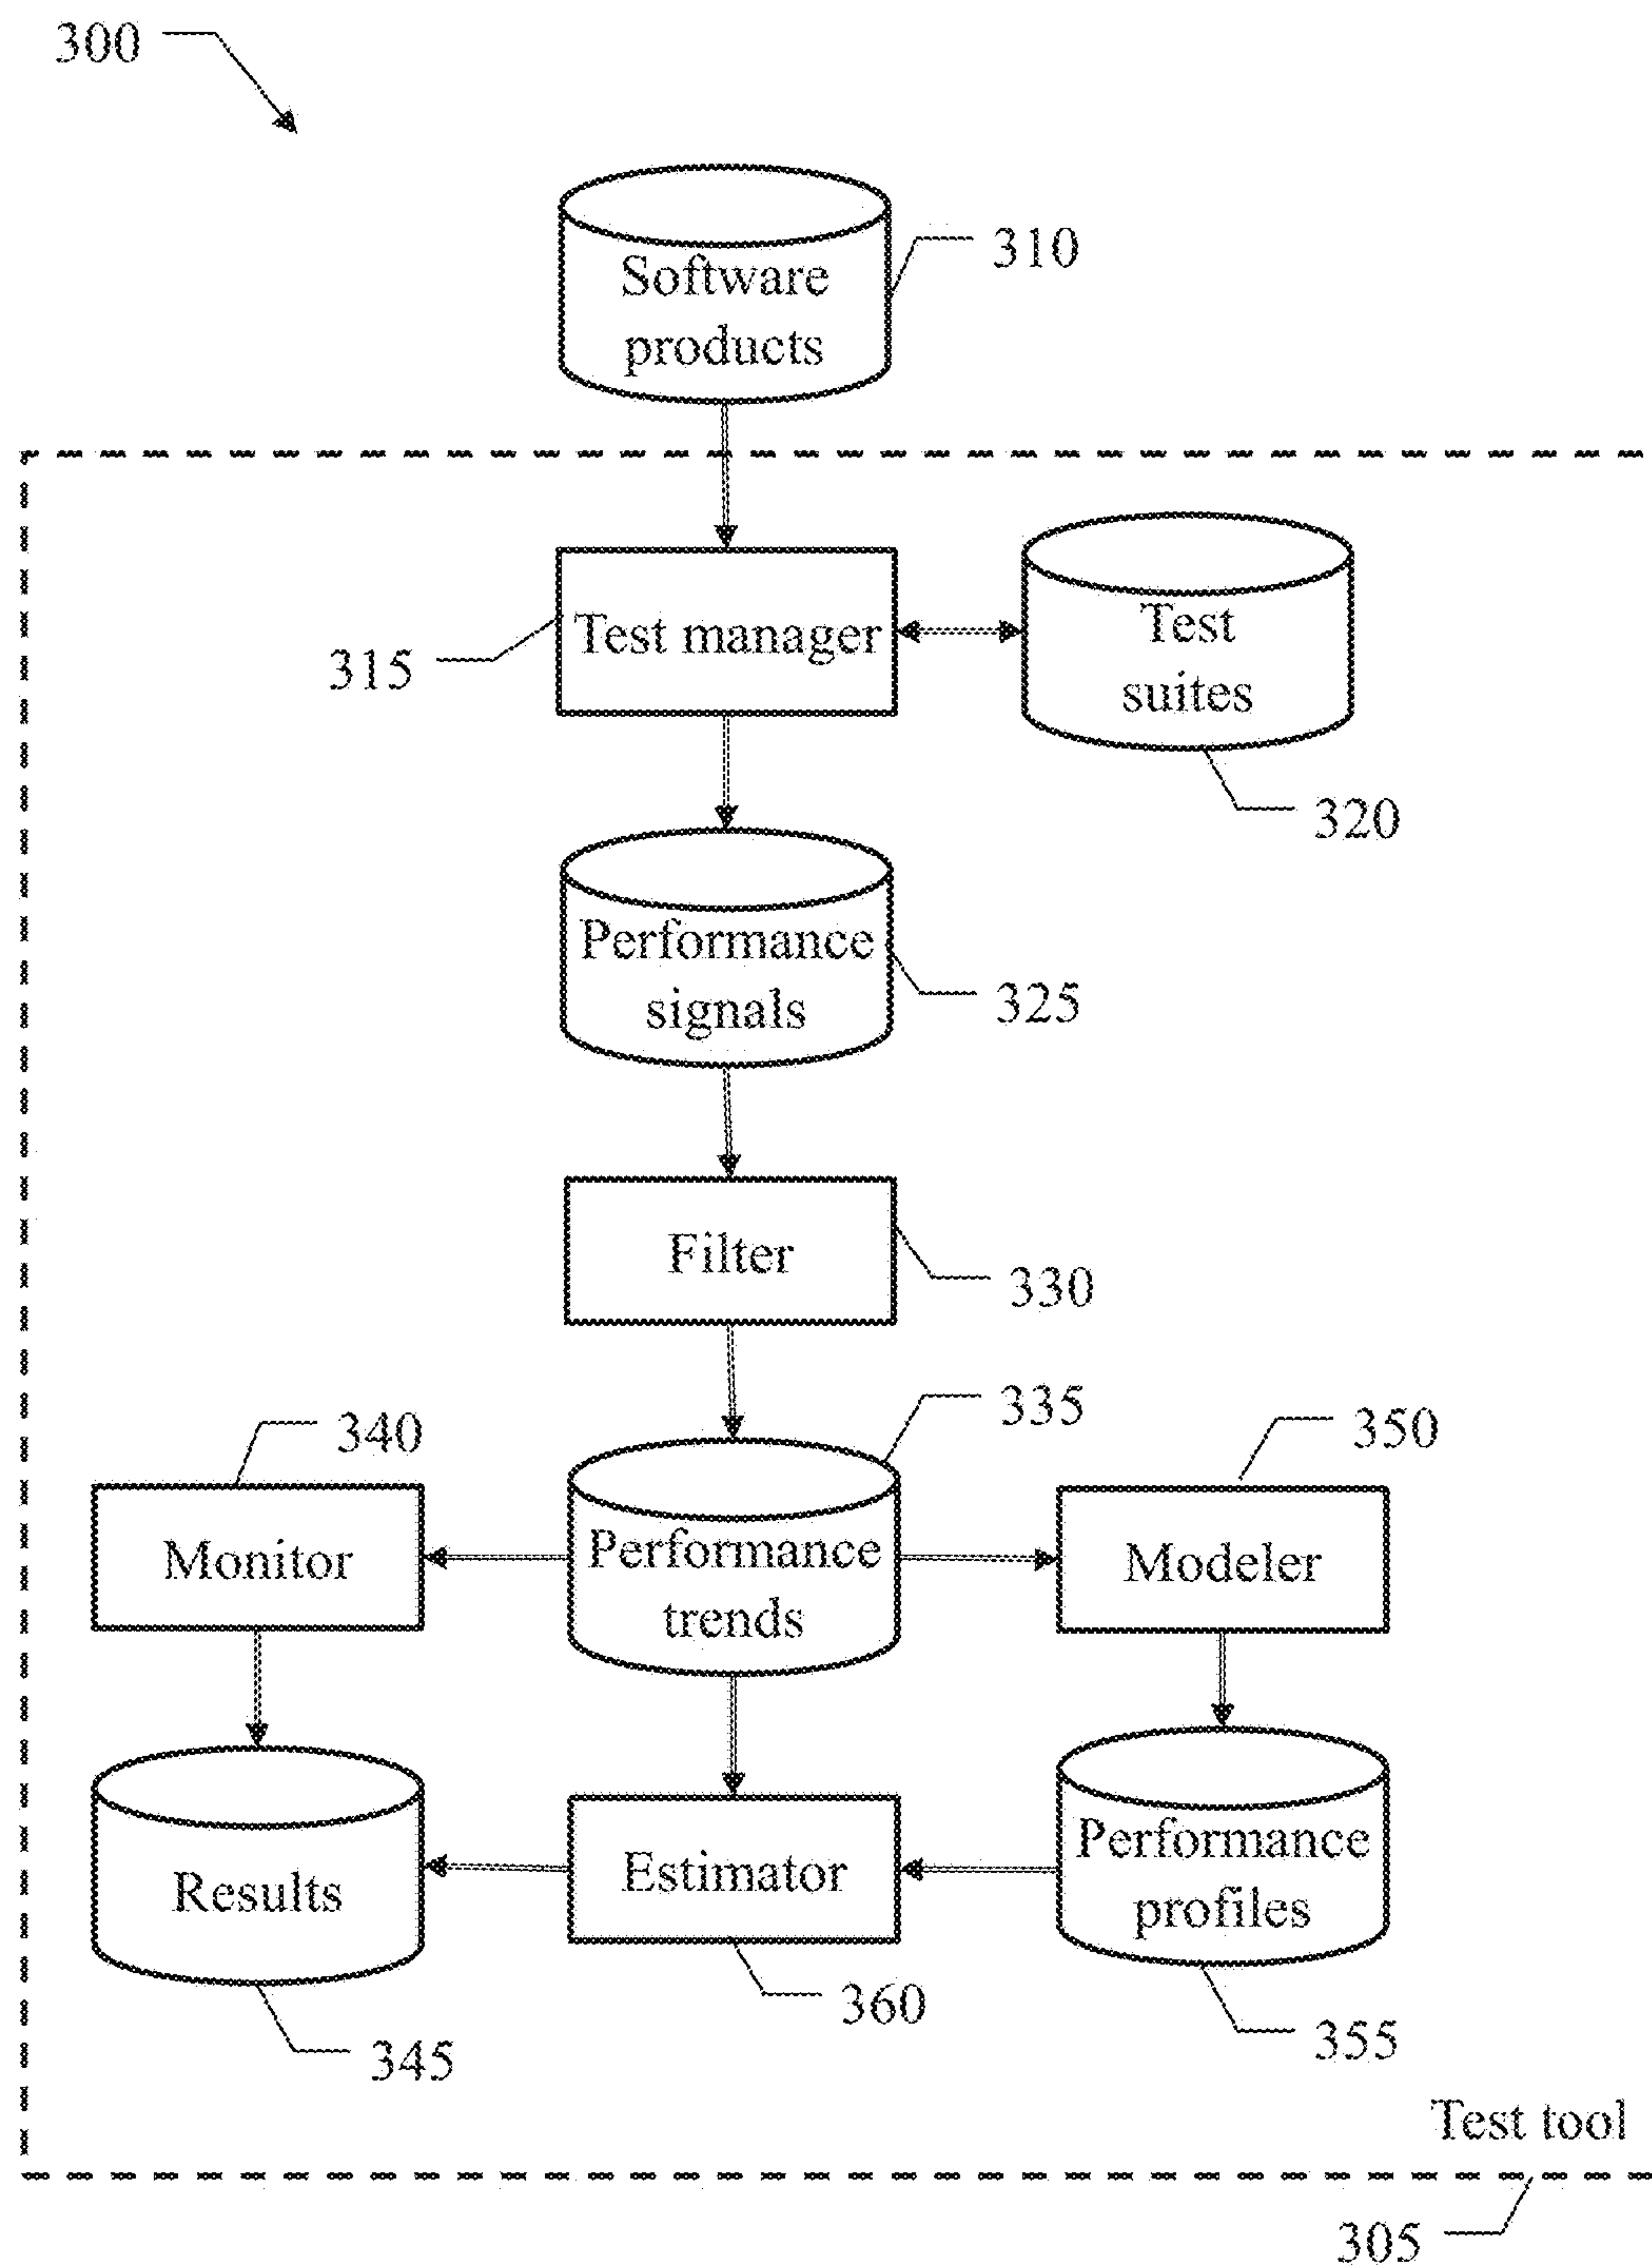 300
Software
products
310
Test manager
315
Test
suites
320
Performance
signals
325
Filter
330
335
340
350
Monitor
Performance
trends
Modeler
Results
Estimator
Performance
profiles
360
345
355
Test tool
305